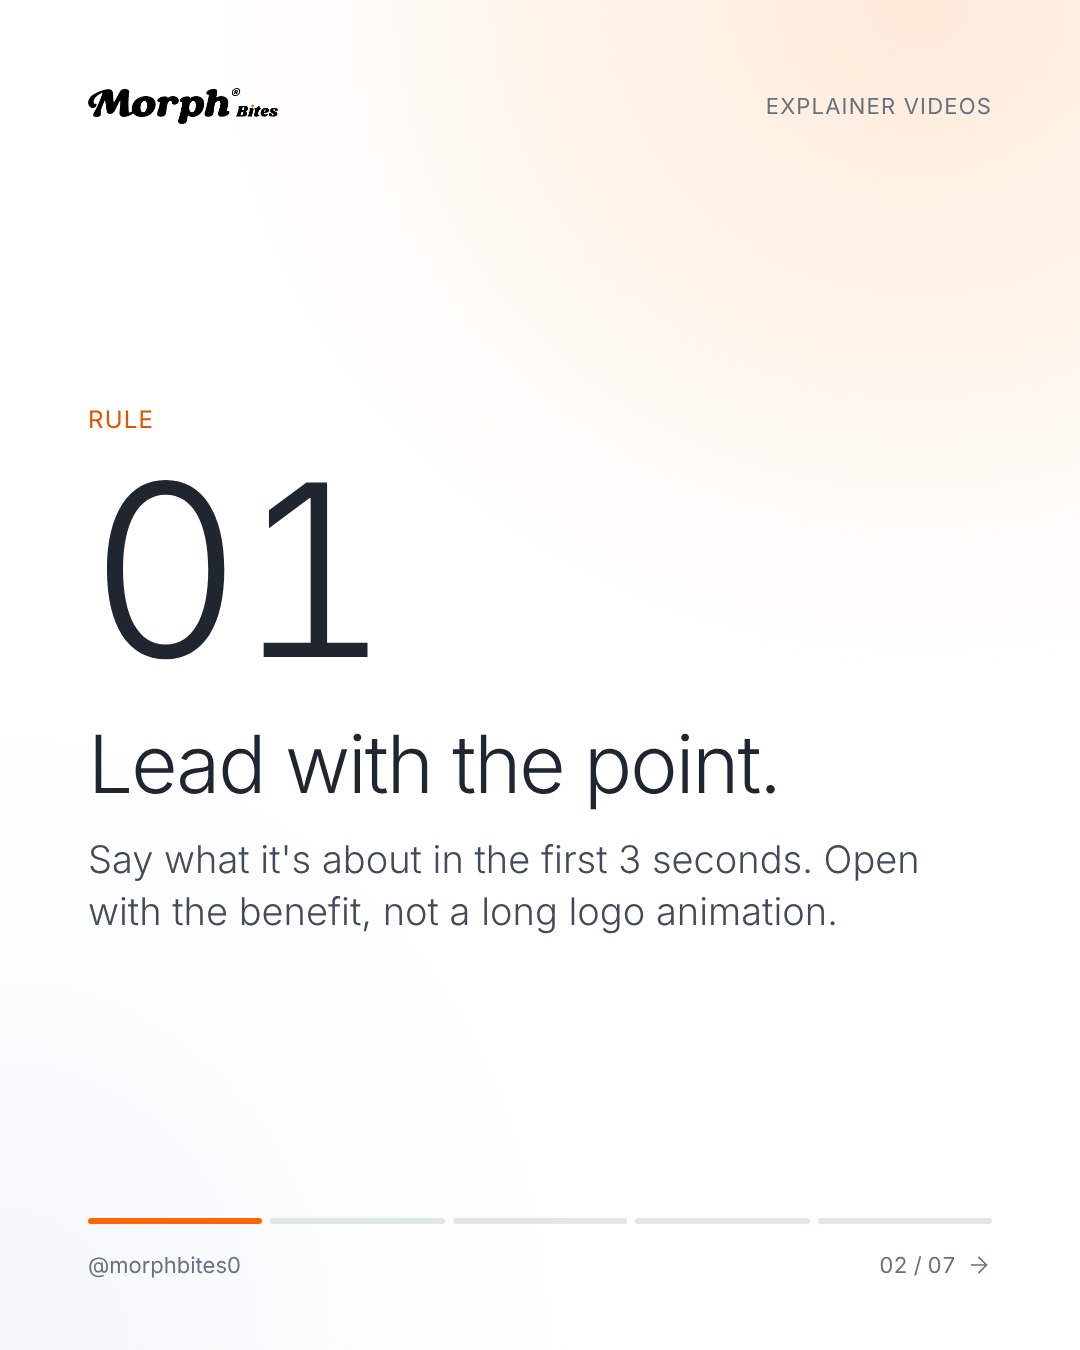 Morph® Bites
EXPLAINER VIDEOS
RULE
01
Lead with the point.
Say what it's about in the first 3 seconds. Open
with the benefit, not a long logo animation.
@morphbites0
02 / 07 →